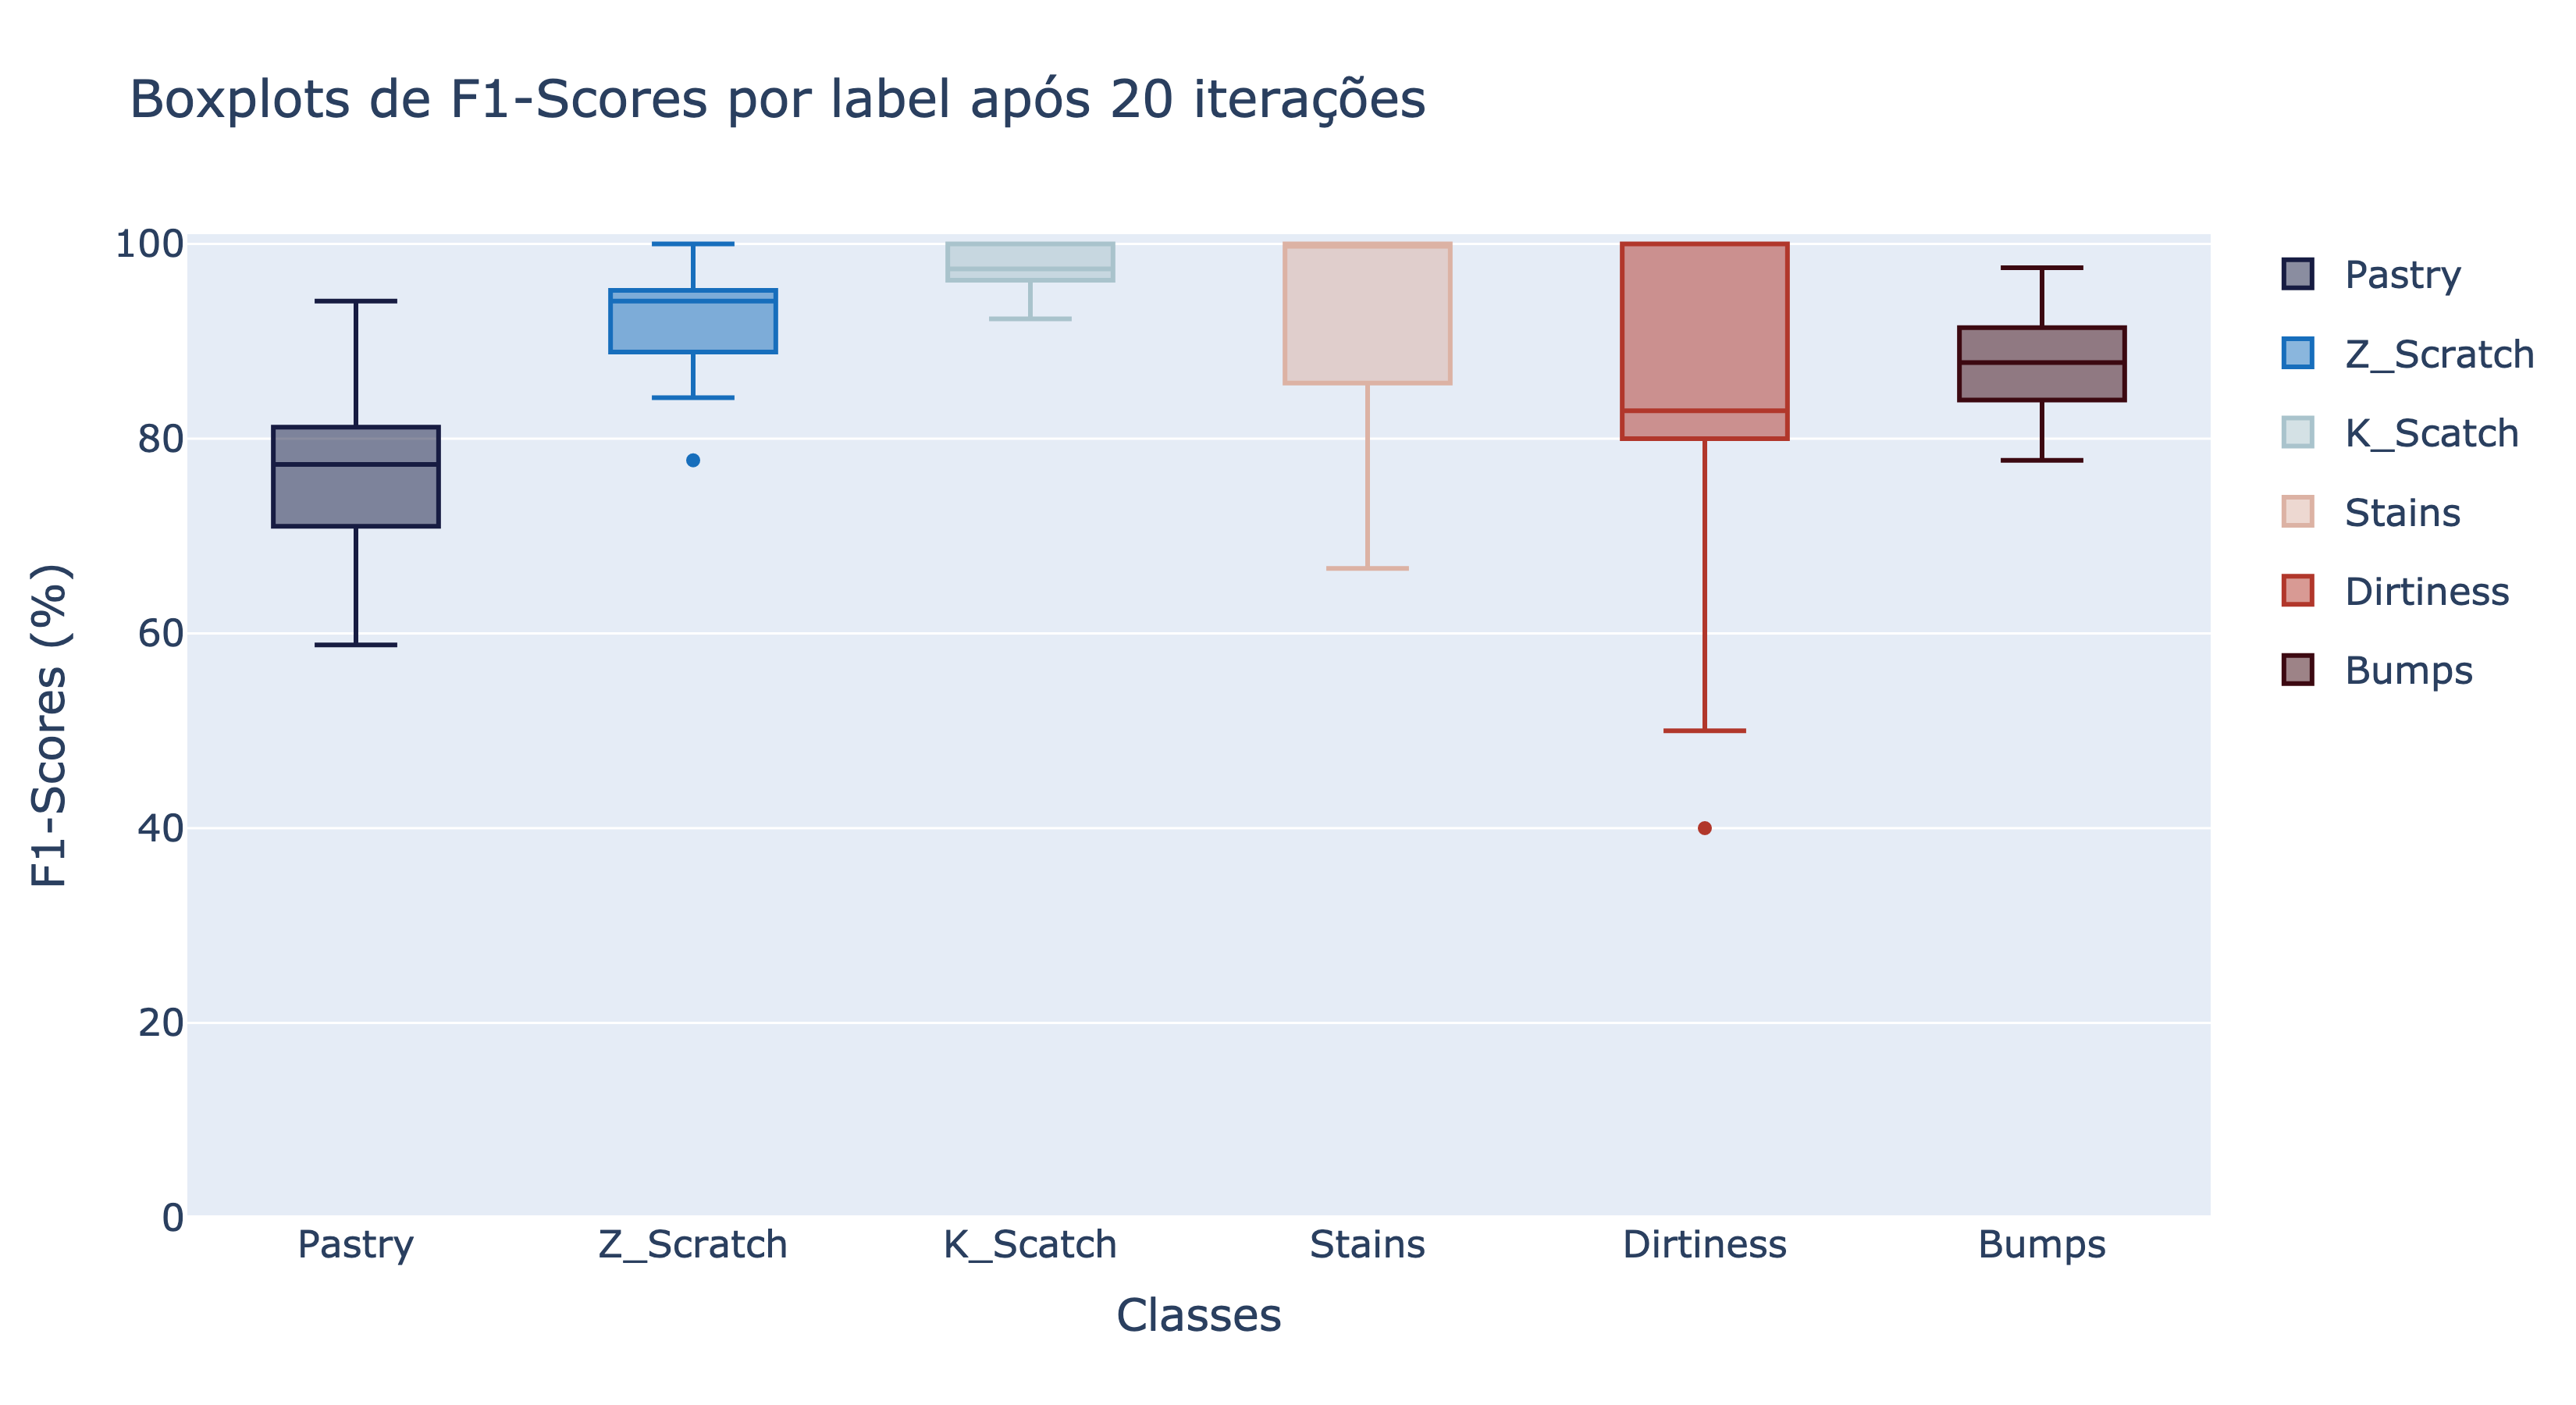 Boxplots de F1-Scores por label após 20 iterações
100
80
60
40
20
0
F1-Scores (%)
Pastry
Z_Scratch
K_Scatch
Stains
Dirtiness
Bumps
Classes
Pastry
Z_Scratch
K_Scatch
Stains
Dirtiness
Bumps